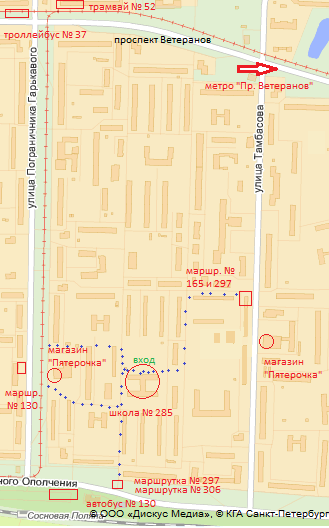 трамвай № 52
троллейбус № 37
проспект Ветеранов
метро "Пр. Ветеранов"
улица Пограничника Гарькавого
улица Тамбасова
маршр. №
165 и 297
магазин
"Пятерочка"
вход
магазин
"Пятерочка"
маршр.
№ 130
школа № 285
ного Ополчения
маршрутка № 297
маршрутка № 306
Сосновая Поляна
автобус № 130
© ООО «Дискус Медиа», © КГА Санкт-Петербург